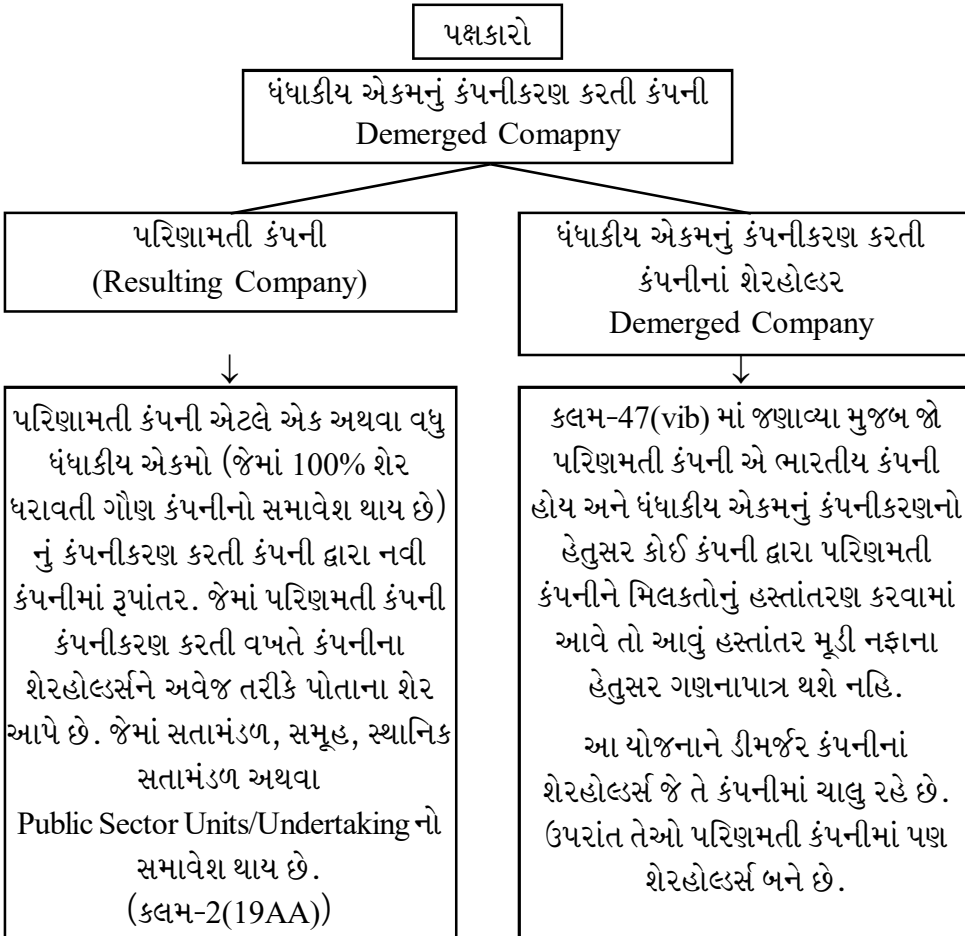 પક્ષકારો
ધંધાકીય એકમનું કંપનીકરણ કરતી કંપની
Demerged Comapny
પરિણામતી કંપની
(Resulting Company)
ધંધાકીય એકમનું કંપનીકરણ કરતી
કંપનીનાં શેરહોલ્ડર
Demerged Company
↓
પરિણામતી કંપની એટલે એક અથવા વધુ
ધંધાકીય એકમો (જેમાં 100% શેર
ધરાવતી ગૌણ કંપનીનો સમાવેશ થાય છે)
નું કંપનીકરણ કરતી કંપની દ્વારા નવી
કંપનીમાં રૂપાંતર. જેમાં પરિણમતી કંપની
કંપનીકરણ કરતી વખતે કંપનીના
શેરહોલ્ડર્સને અવેજ તરીકે પોતાના શેર
આપે છે. જેમાં સતામંડળ, સમૂહ, સ્થાનિક
સતામંડળ અથવા
Public Sector Units/Undertaking નો
સમાવેશ થાય છે.
(કલમ-2(19AA))
↓
કલમ-47(vib) માં જણાવ્યા મુજબ જો
પરિણમતી કંપની એ ભારતીય કંપની
હોય અને ધંધાકીય એકમનું કંપનીકરણનો
હેતુસર કોઈ કંપની દ્વારા પરિણમતી
કંપનીને મિલકતોનું હસ્તાંતરણ કરવામાં
આવે તો આવું હસ્તાંતર મૂડી નફાના
હેતુસર ગણનાપાત્ર થશે નહિ.
આ યોજનાને ડીમર્જર કંપનીનાં
શેરહોલ્ડર્સ જે તે કંપનીમાં ચાલુ રહે છે.
ઉપરાંત તેઓ પરિણમતી કંપનીમાં પણ
શેરહોલ્ડર્સ બને છે.